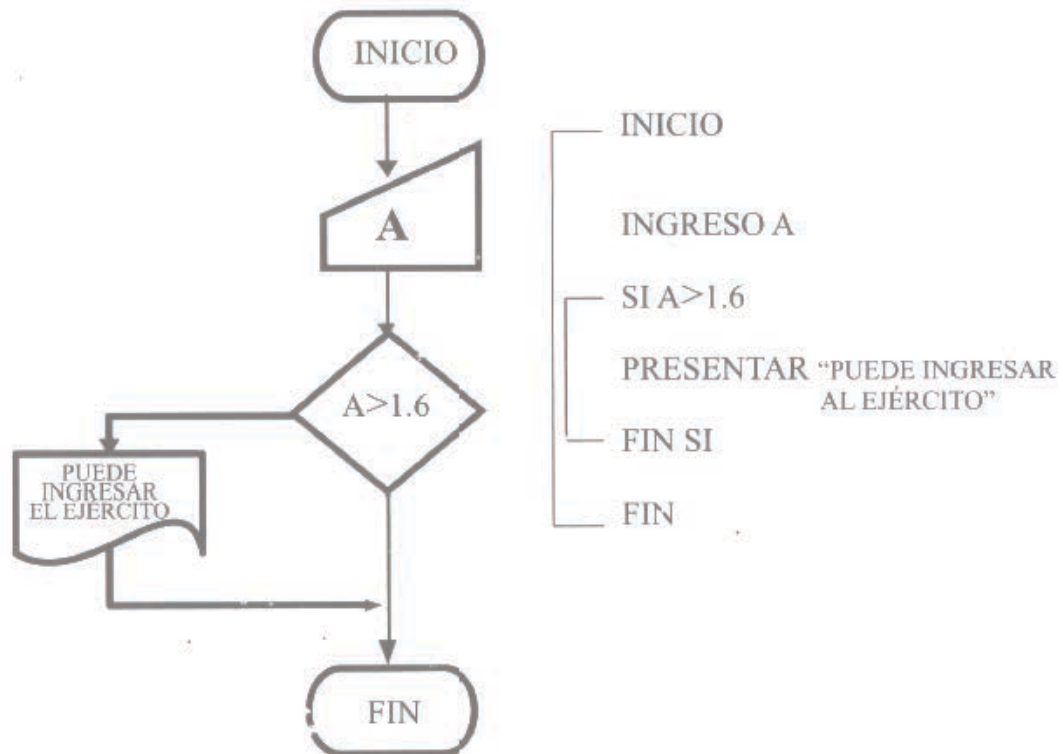 INICIO
A
A>1.6
PUEDE
INGRESAR
EL EJÉRCITO
FIN
INICIO
INGRESO A
SI A>1.6
PRESENTAR “PUEDE INGRESAR
AL EJÉRCITO”
FIN SI
FIN